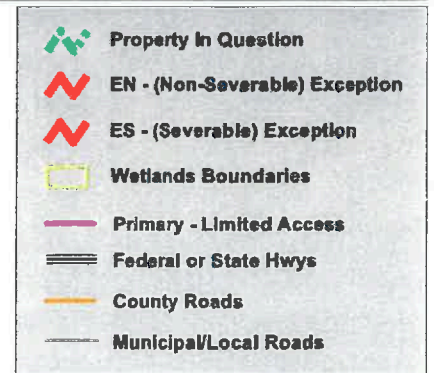 Property In Question
EN - (Non-Severable) Exception
ES - (Severable) Exception
Wetlands Boundaries
Primary - Limited Access
Federal or State Hwys
County Roads
Municipal/Local Roads